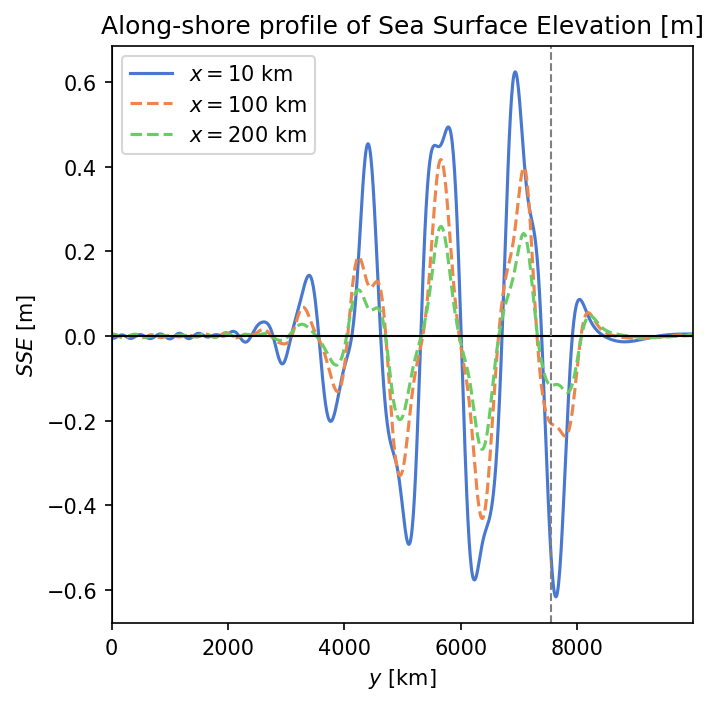 Along-shore profile of Sea Surface Elevation [m]
x = 10 km
x = 100 km
x = 200 km
0.6
0.4
0.2
0.0
−0.2
−0.4
−0.6
SSE [m]
0 2000 4000 6000 8000
y [km]